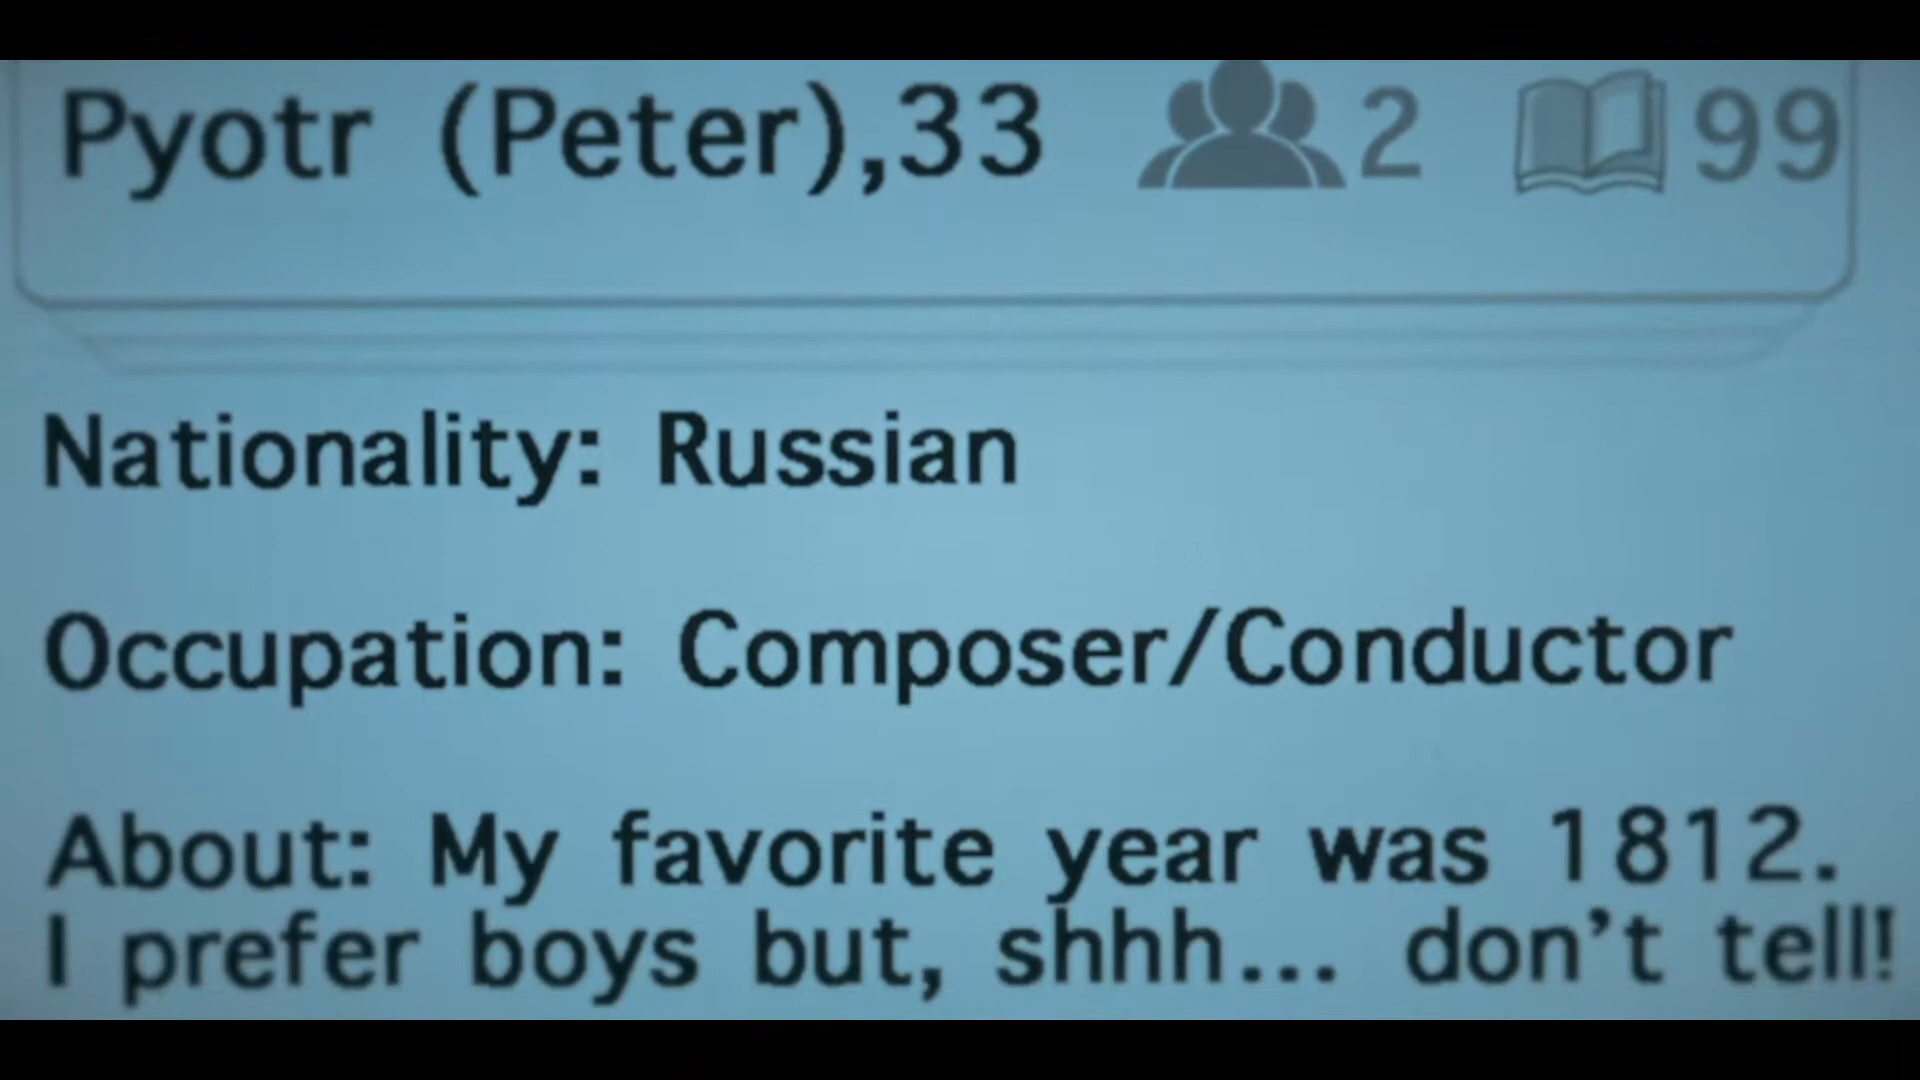 Pyotr (Peter),33 2 99
Nationality: Russian
Occupation: Composer/Conductor
About: My favorite year was 1812.
I prefer boys but, shhh... don't tell!